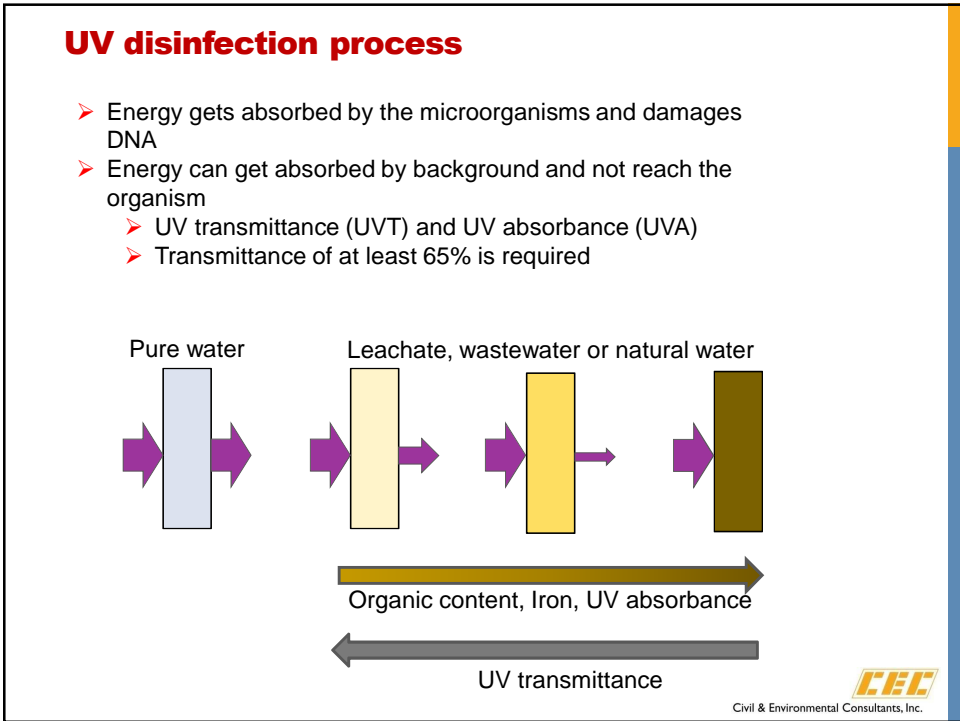 UV disinfection process
➢ Energy gets absorbed by the microorganisms and damages
DNA
➢ Energy can get absorbed by background and not reach the
organism
➢ UV transmittance (UVT) and UV absorbance (UVA)
➢ Transmittance of at least 65% is required
Pure water
Leachate, wastewater or natural water
Organic content, Iron, UV absorbance
UV transmittance
CEC
Civil & Environmental Consultants, Inc.